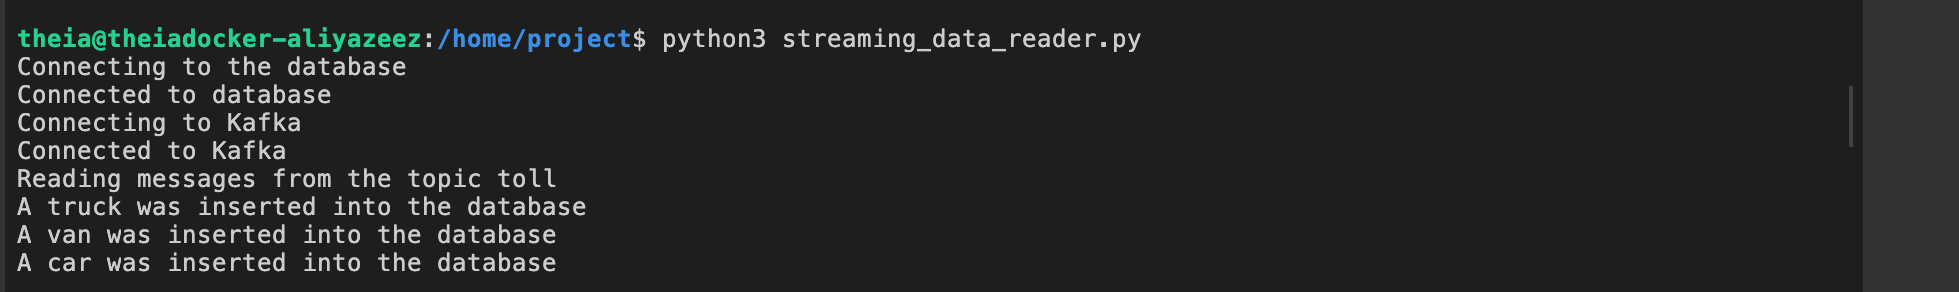 theia@theiadocker-aliyazeez:/home/project$ python3 streaming_data_reader.py
Connecting to the database
Connected to database
Connecting to Kafka
Connected to Kafka
Reading messages from the topic toll
A truck was inserted into the database
A van was inserted into the database
A car was inserted into the database